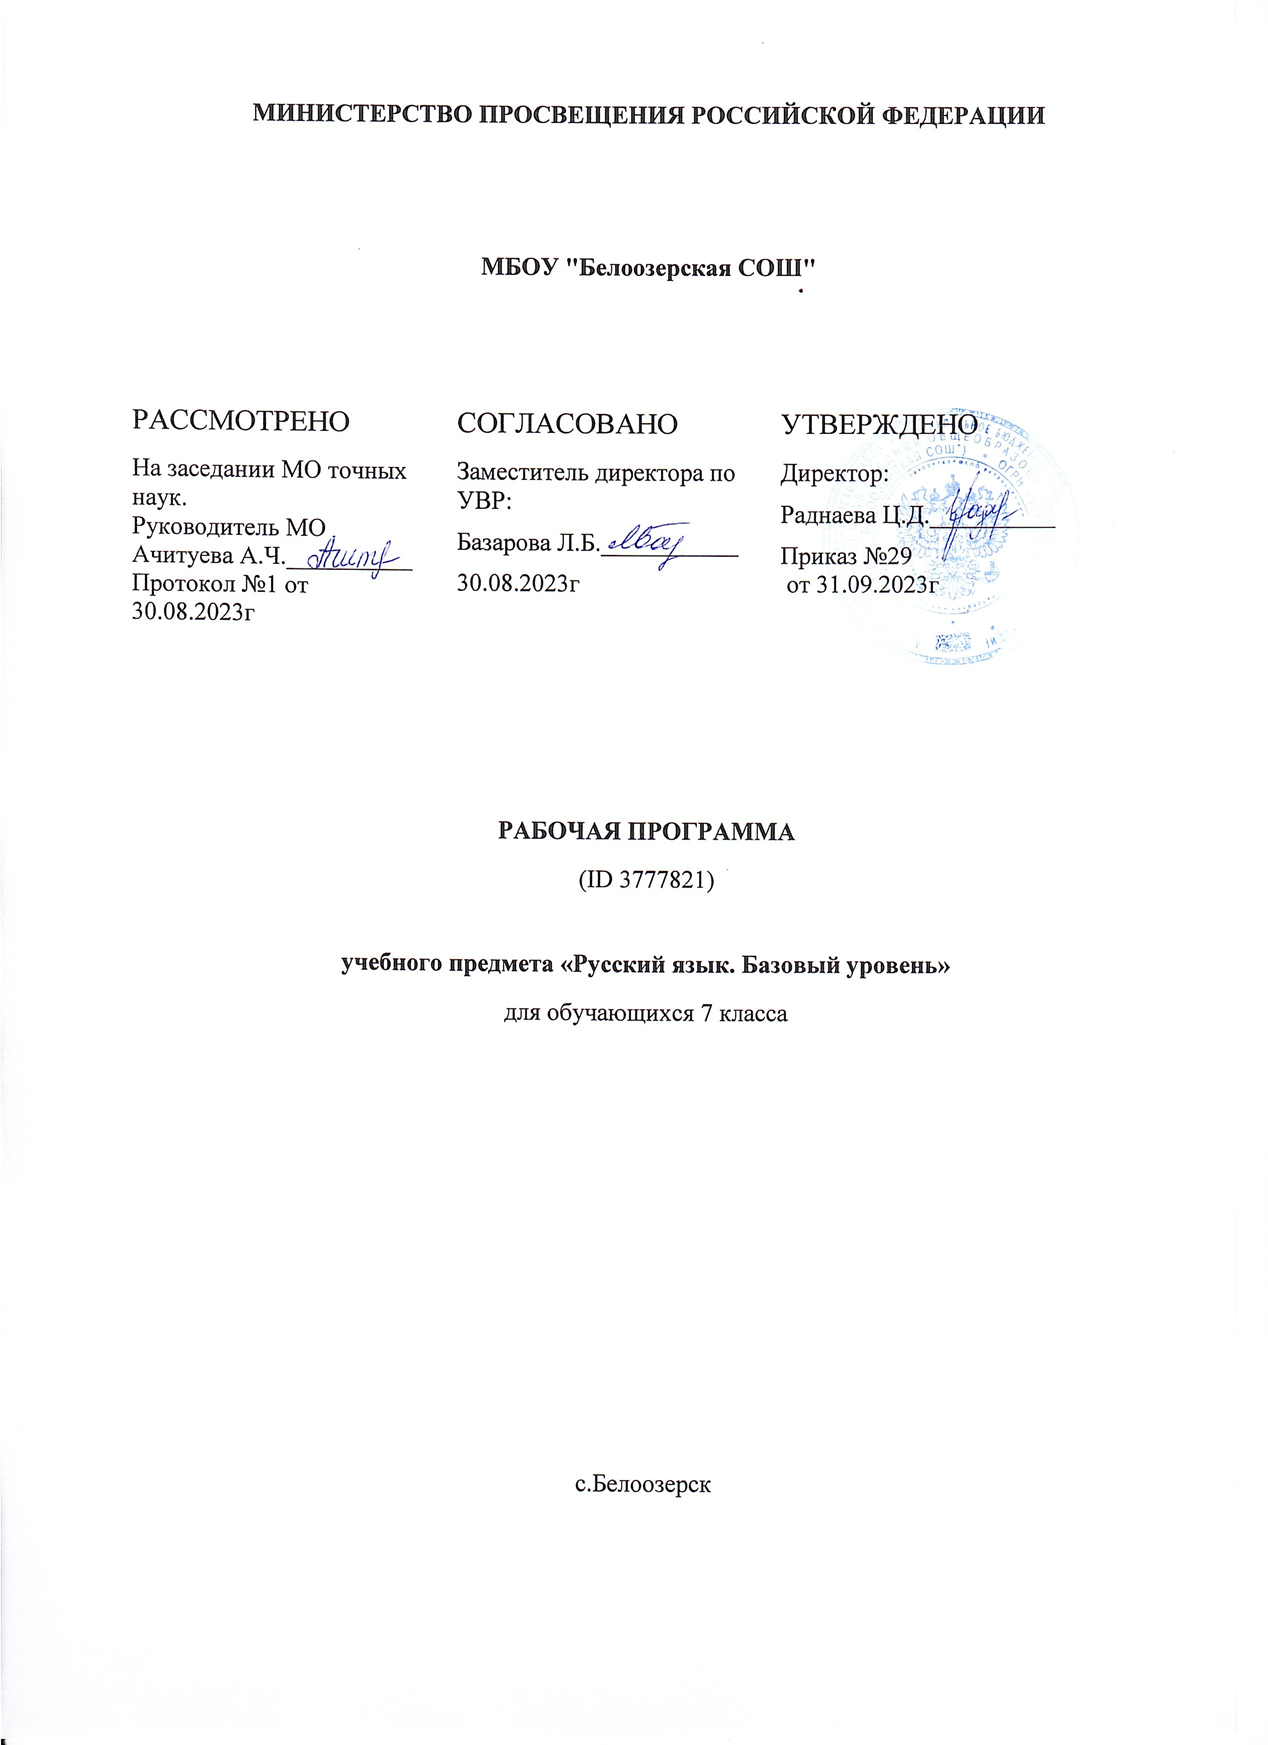 МИНИСТЕРСТВО ПРОСВЕЩЕНИЯ РОССИЙСКОЙ ФЕДЕРАЦИИ
МБОУ "Белоозерская СОШ"
РАССМОТРЕНО
На заседании МО точных
наук.
Руководитель МО
Ачитуева А.Ч.
Протокол №1 от
30.08.2023г
СОГЛАСОВАНО
Заместитель директора по
УВР:
Базарова Л.Б.
30.08.2023г
УТВЕРЖДЕНО
Директор:
Раднаева Ц.Д.
Приказ №29
от 31.09.2023г
РАБОЧАЯ ПРОГРАММА
(ID 3777821)
учебного предмета «Русский язык. Базовый уровень»
для обучающихся 7 класса
с.Белоозерск